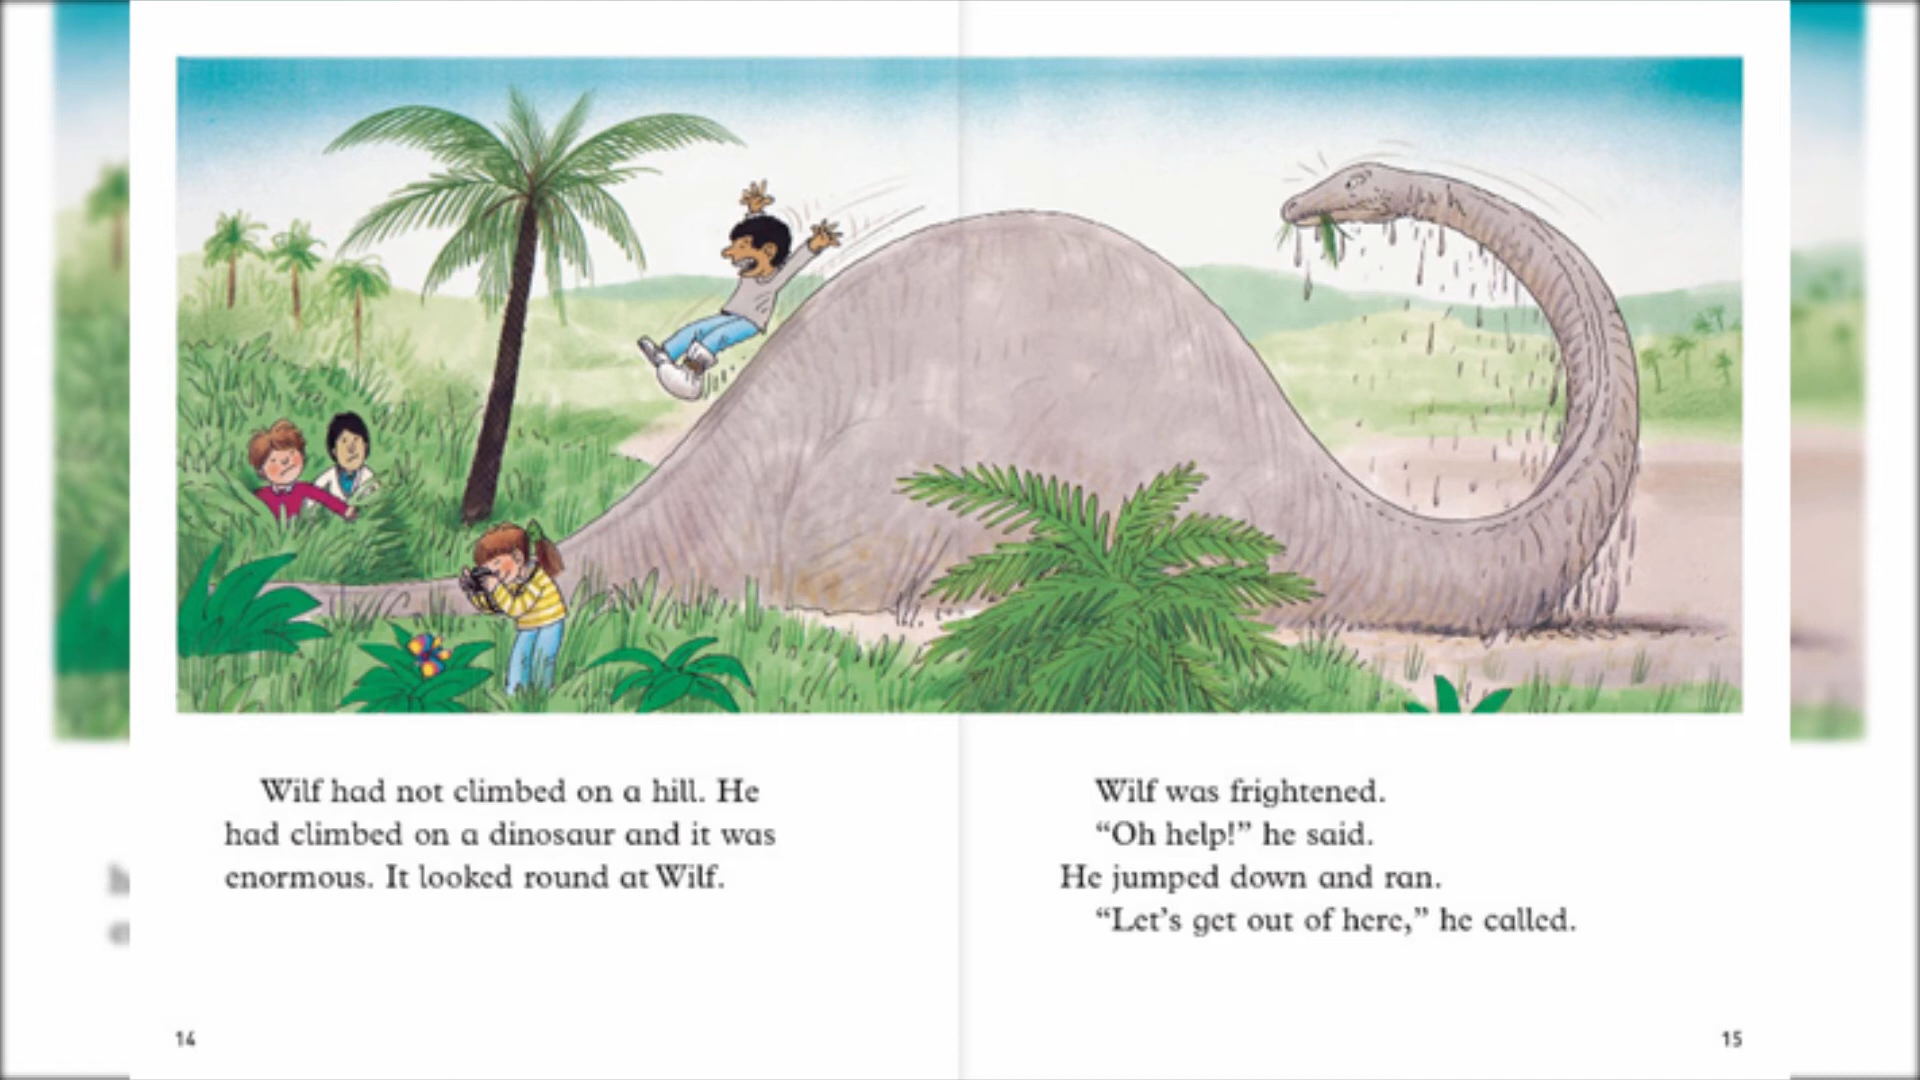 Wilf had not climbed on a hill. He
had climbed on a dinosaur and it was
enormous. It looked round at Wilf.
14
Wilf was frightened.
“Oh help!” he said.
He jumped down and ran.
“Let’s get out of here,” he called.
15